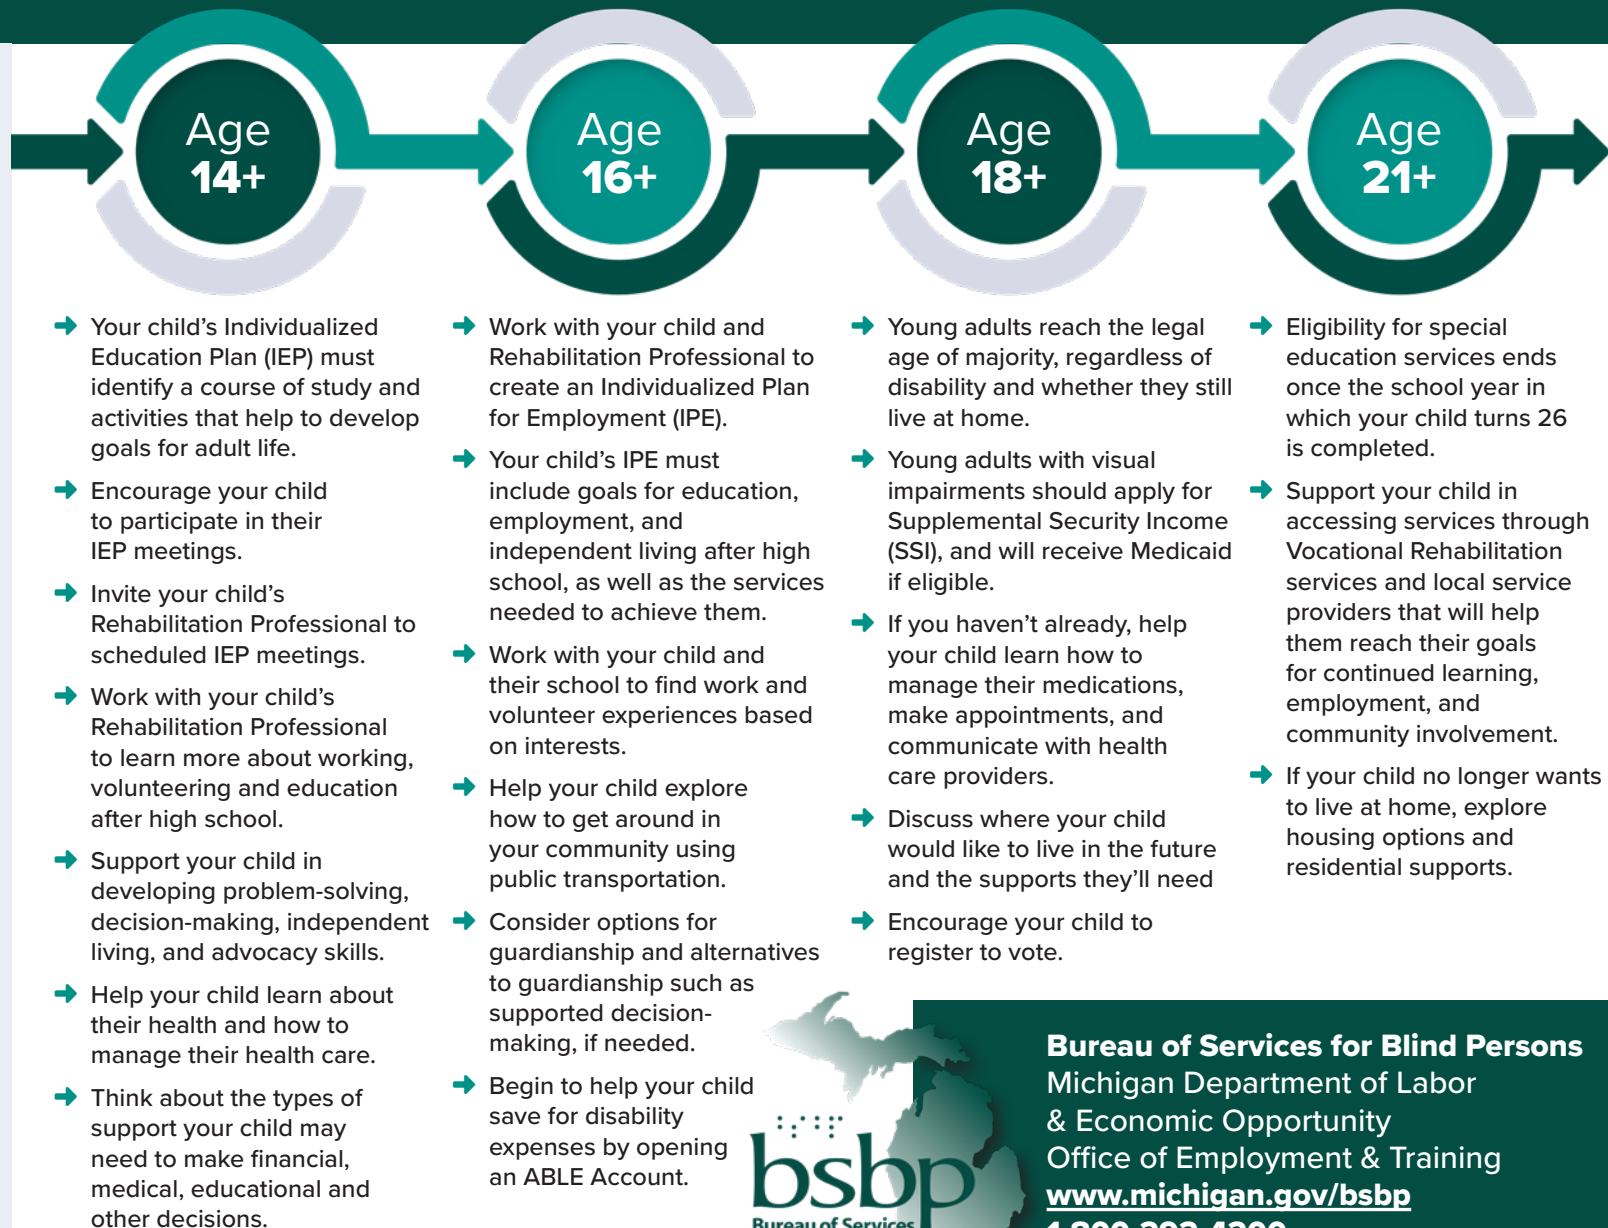 Age
14+
Your child's Individualized
Education Plan (IEP) must
identify a course of study and
activities that help to develop
goals for adult life.
Encourage your child
to participate in their
IEP meetings.
Invite your child's
Rehabilitation Professional to
scheduled IEP meetings.
Work with your child's
Rehabilitation Professional
to learn more about working,
volunteering and education
after high school.
Support your child in
developing problem-solving,
decision-making, independent
living, and advocacy skills.
Help your child learn about
their health and how to
manage their health care.
Think about the types of
support your child may
need to make financial,
medical, educational and
other decisions.
Age
16+
Work with your child and
Rehabilitation Professional to
create an Individualized Plan
for Employment (IPE).
Your child's IPE must
include goals for education,
employment, and
independent living after high
school, as well as the services
needed to achieve them.
Work with your child and
their school to find work and
volunteer experiences based
on interests.
Help your child explore
how to get around in
your community using
public transportation.
Consider options for
guardianship and alternatives
to guardianship such as
supported decision-
making, if needed.
Begin to help your child
save for disability
expenses by opening
an ABLE Account.
Age
18+
Young adults reach the legal
age of majority, regardless of
disability and whether they still
live at home.
Young adults with visual
impairments should apply for
Supplemental Security Income
(SSI), and will receive Medicaid
if eligible.
If you haven't already, help
your child learn how to
manage their medications,
make appointments, and
communicate with health
care providers.
Discuss where your child
would like to live in the future
and the supports they'll need
Encourage your child to
register to vote.
Age
21+
Eligibility for special
education services ends
once the school year in
which your child turns 26
is completed.
Support your child in
accessing services through
Vocational Rehabilitation
services and local service
providers that will help
them reach their goals
for continued learning,
employment, and
community involvement.
If your child no longer wants
to live at home, explore
housing options and
residential supports.
bsbp
Bureau of Services
Bureau of Services for Blind Persons
Michigan Department of Labor
& Economic Opportunity
Office of Employment & Training
www.michigan.gov/bsbp
1-800-292-4200